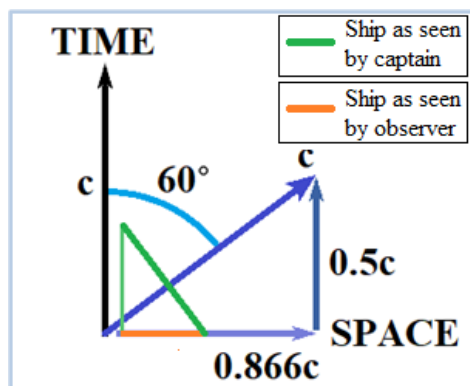 TIME
Ship as seen
by captain
Ship as seen
by observer
c
60°
c
0.5c
SPACE
0.866c